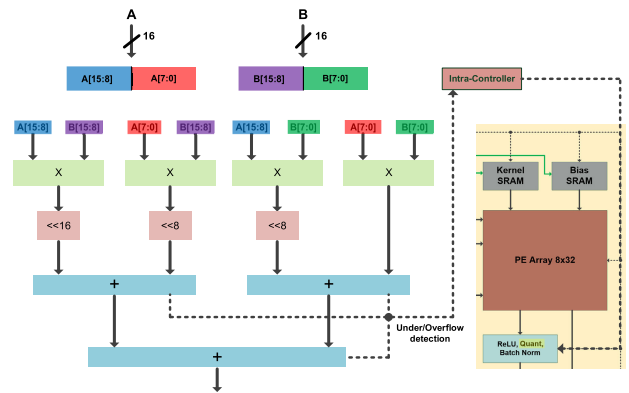 A
B
16
16
A[15:8]
A[7:0]
B[15:8]
B[7:0]
Intra-Controller
A[15:8]
B[15:8]
A[7:0]
B[15:8]
A[15:8]
B[7:0]
A[7:0]
B[7:0]
X
X
X
X
Kernel
SRAM
Bias
SRAM
<<16
<<8
<<8
PE Array 8x32
+
+
Under/Overflow
detection
ReLU, Quant,
Batch Norm
+